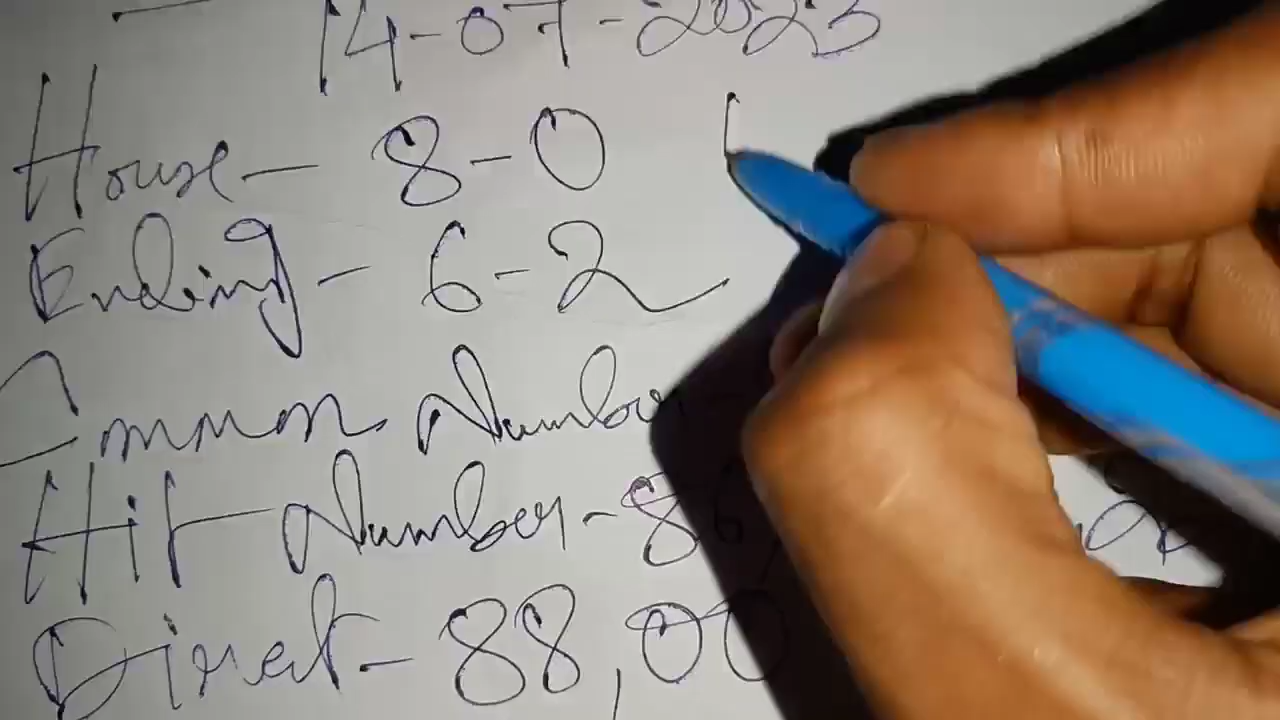 14-07-2023
House- 8-0
Ending- 6-2
Common Number
Hit Number-86,
Direct- 88,00